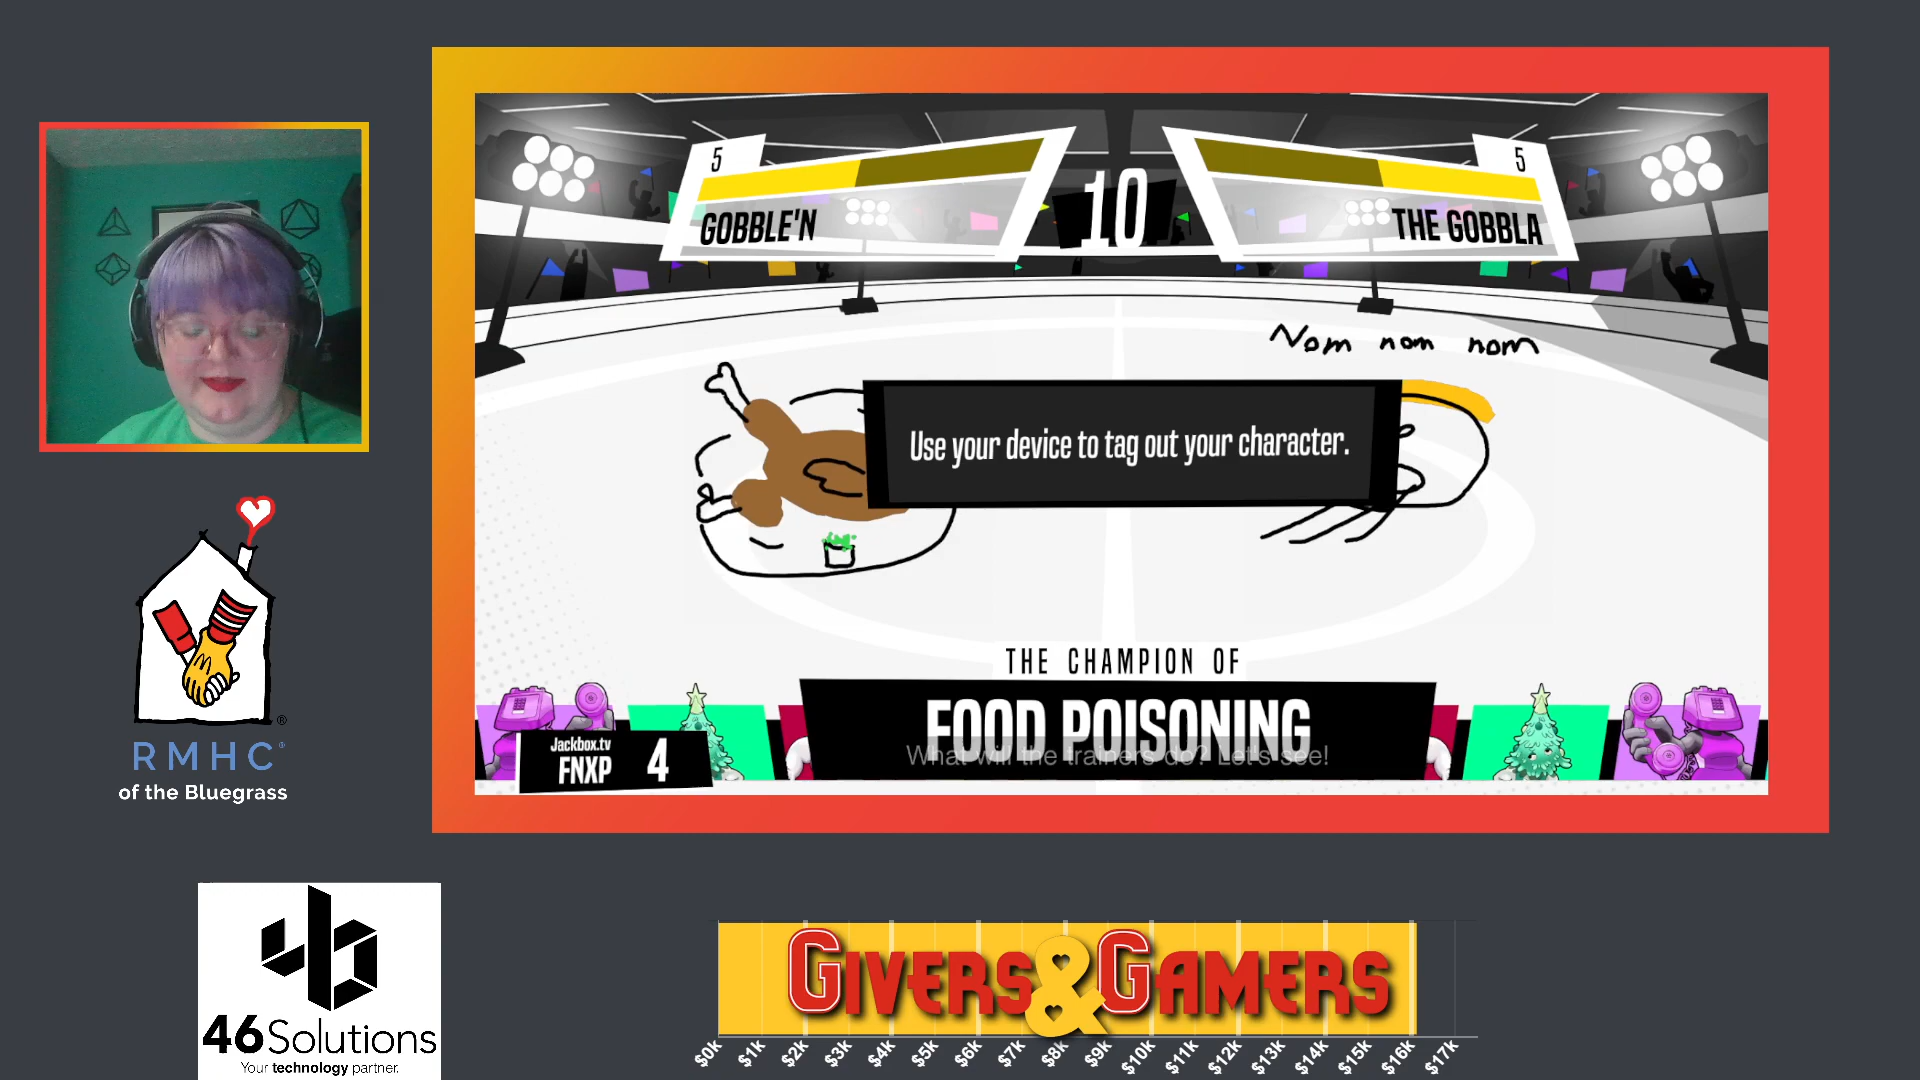 5
GOBBLE'N
10
5
THE GOBBLA
Nom nom nom
Use your device to tag out your character.
THE CHAMPION OF
FOOD POISONING
What will the trainers do? Let's see!
Jackbox.tv
FNXP
4
RMHC®
of the Bluegrass
46Solutions
Your technology partner.
GIVERS&GAMERS
$0k $1k $2k $3k $4k $5k $6k $7k $8k $9k $10k $11k $12k $13k $14k $15k $16k $17k